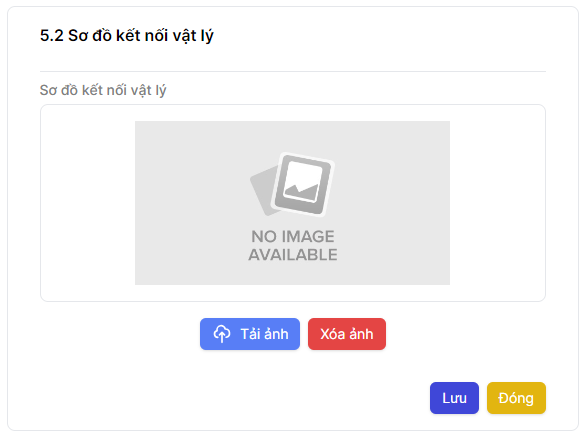 5.2 Sơ đồ kết nối vật lý
Sơ đồ kết nối vật lý
NO IMAGE
AVAILABLE
Tải ảnh
Xóa ảnh
Lưu
Đóng